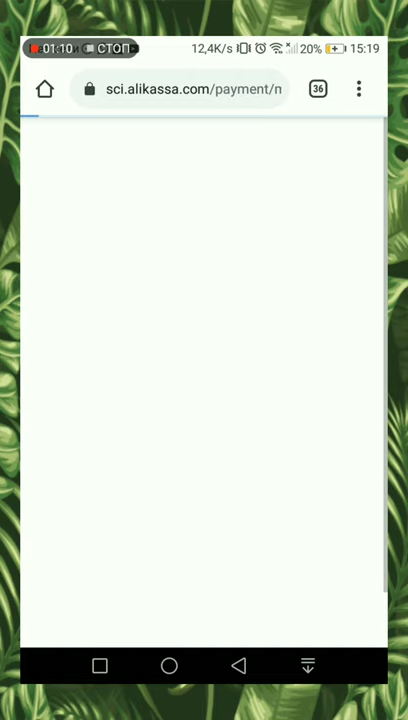 01:10 СТОП 12,4K/s 20% 15:19
sci.alikassa.com/payment/n 36